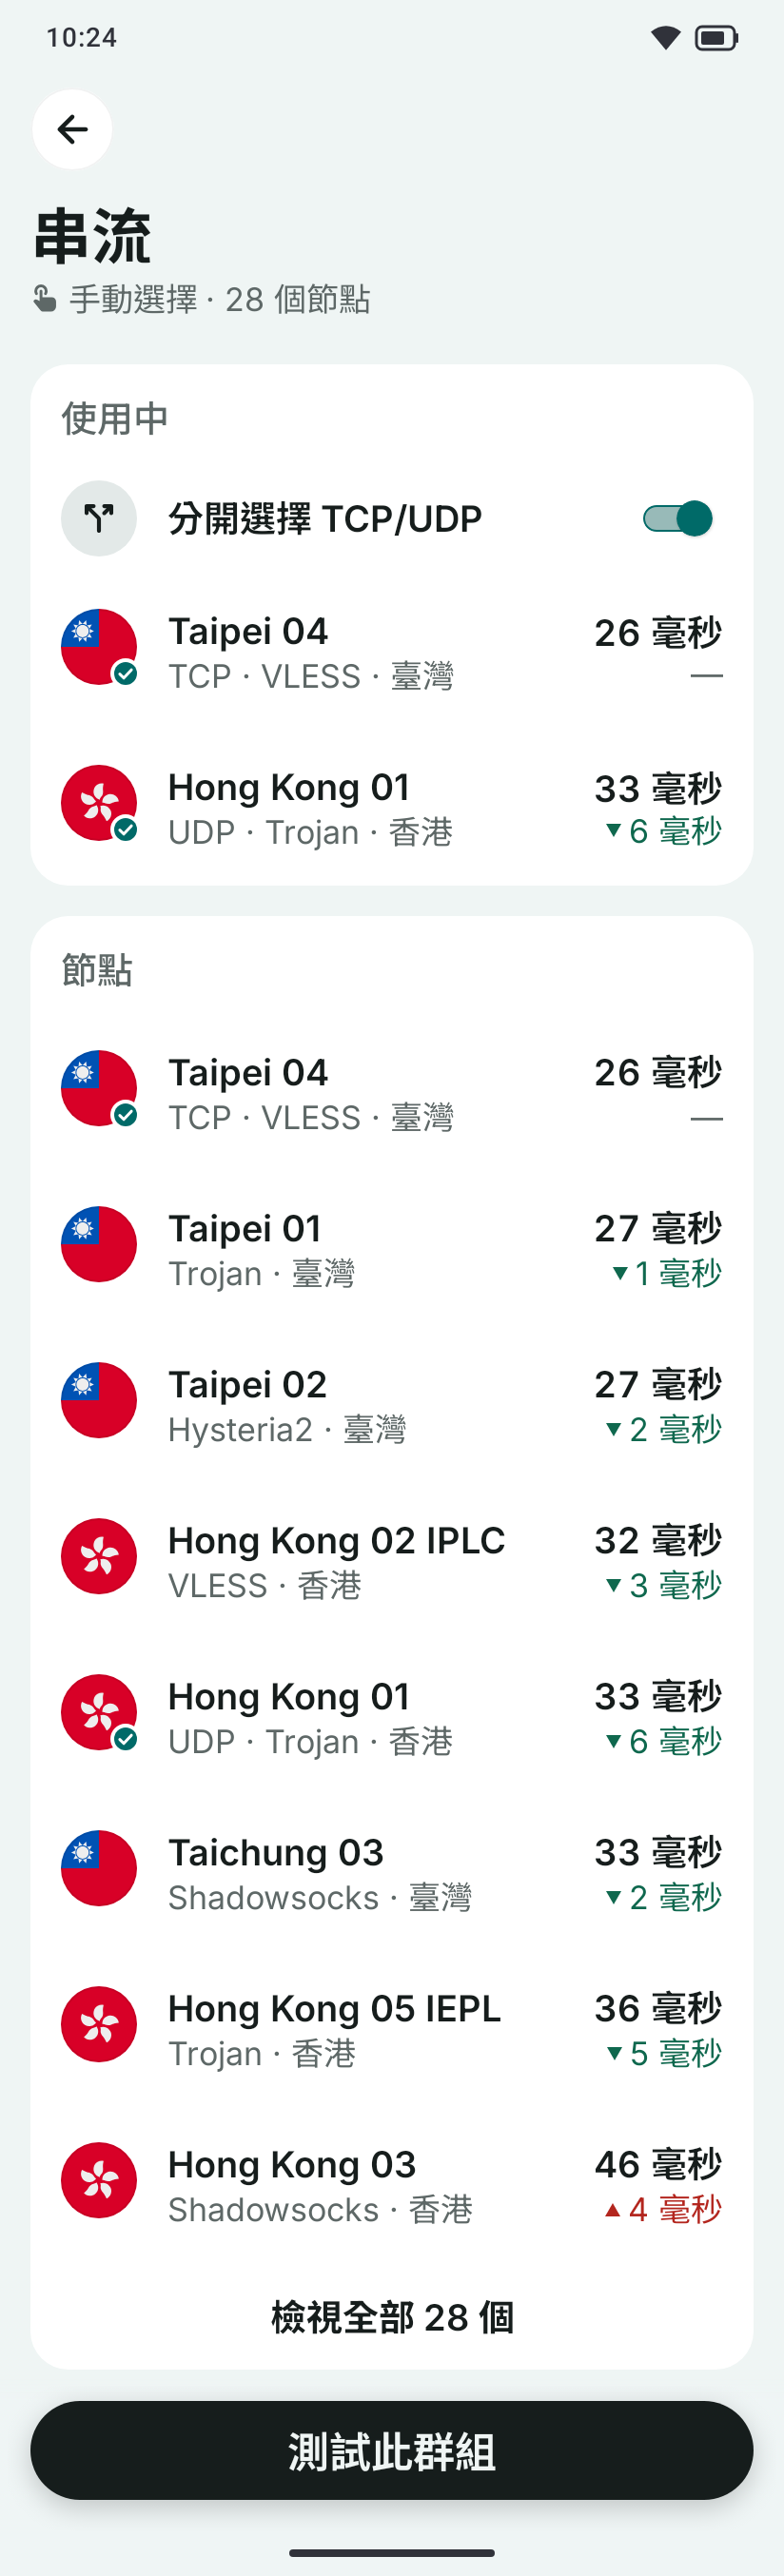 10:24
串流
手動選擇 · 28 個節點
使用中
分開選擇 TCP/UDP
Taipei 04
26 毫秒
TCP · VLESS · 臺灣
—
Hong Kong 01
33 毫秒
UDP · Trojan · 香港
▼6 毫秒
節點
Taipei 04
26 毫秒
TCP · VLESS · 臺灣
—
Taipei 01
27 毫秒
Trojan · 臺灣
▼1 毫秒
Taipei 02
27 毫秒
Hysteria2 · 臺灣
▼2 毫秒
Hong Kong 02 IPLC
32 毫秒
VLESS · 香港
▼3 毫秒
Hong Kong 01
33 毫秒
UDP · Trojan · 香港
▼6 毫秒
Taichung 03
33 毫秒
Shadowsocks · 臺灣
▼2 毫秒
Hong Kong 05 IEPL
36 毫秒
Trojan · 香港
▼5 毫秒
Hong Kong 03
46 毫秒
Shadowsocks · 香港
▲4 毫秒
檢視全部 28 個
測試此群組